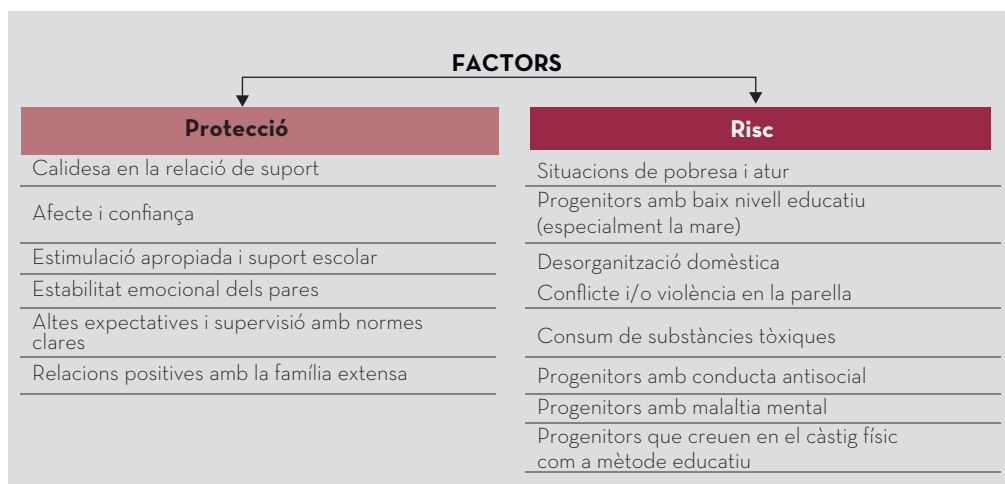 FACTORS
Protecció
Calidesa en la relació de suport
Afecte i confiança
Estimulació apropiada i suport escolar
Estabilitat emocional dels pares
Altes expectatives i supervisió amb normes
clares
Relacions positives amb la família extensa
Risc
Situacions de pobresa i atur
Progenitors amb baix nivell educatiu
(especialment la mare)
Desorganització domèstica
Conflicte i/o violència en la parella
Consum de substàncies tòxiques
Progenitors amb conducta antisocial
Progenitors amb malaltia mental
Progenitors que creuen en el càstig físic
com a mètode educatiu